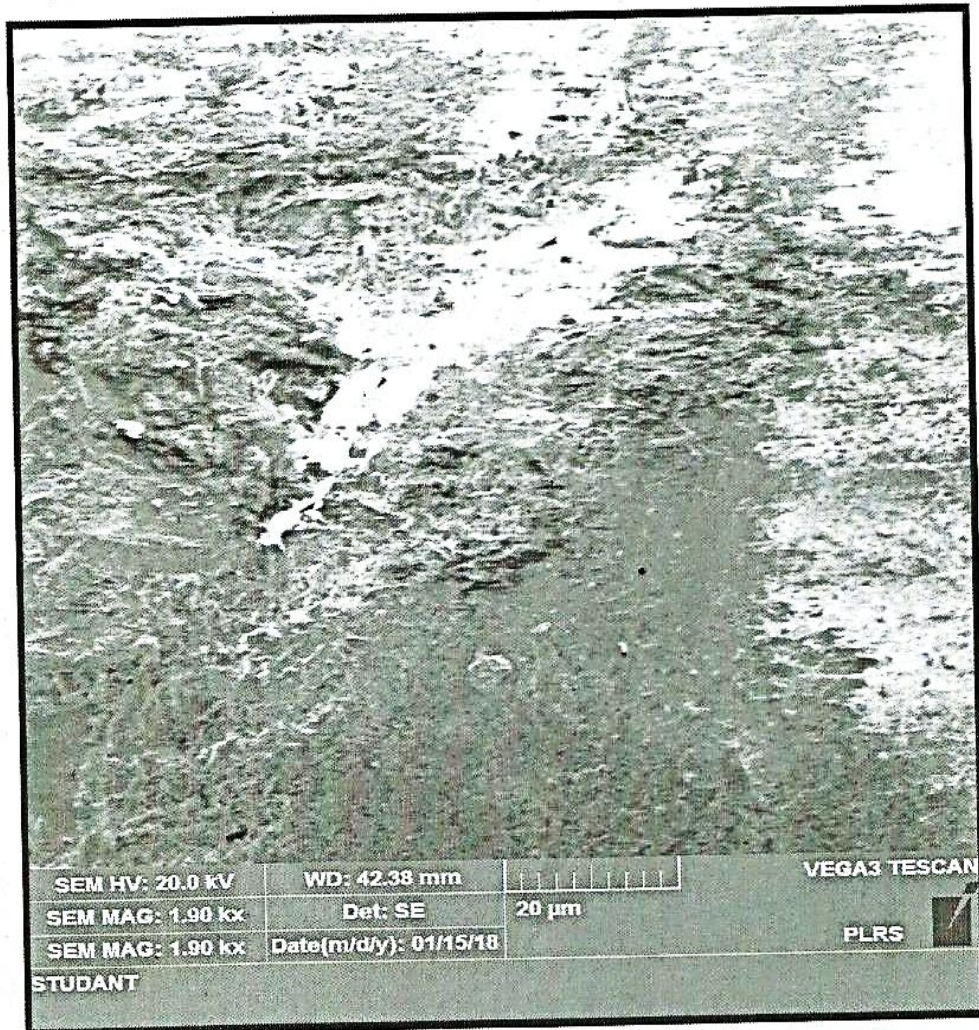 SEM HV: 20.0 kV WD: 42.38 mm VEGA3 TESCAN
SEM MAG: 1.90 kx Det: SE 20 µm
SEM MAG: 1.90 kx Date(m/d/y): 01/15/18 PLRS
STUDANT